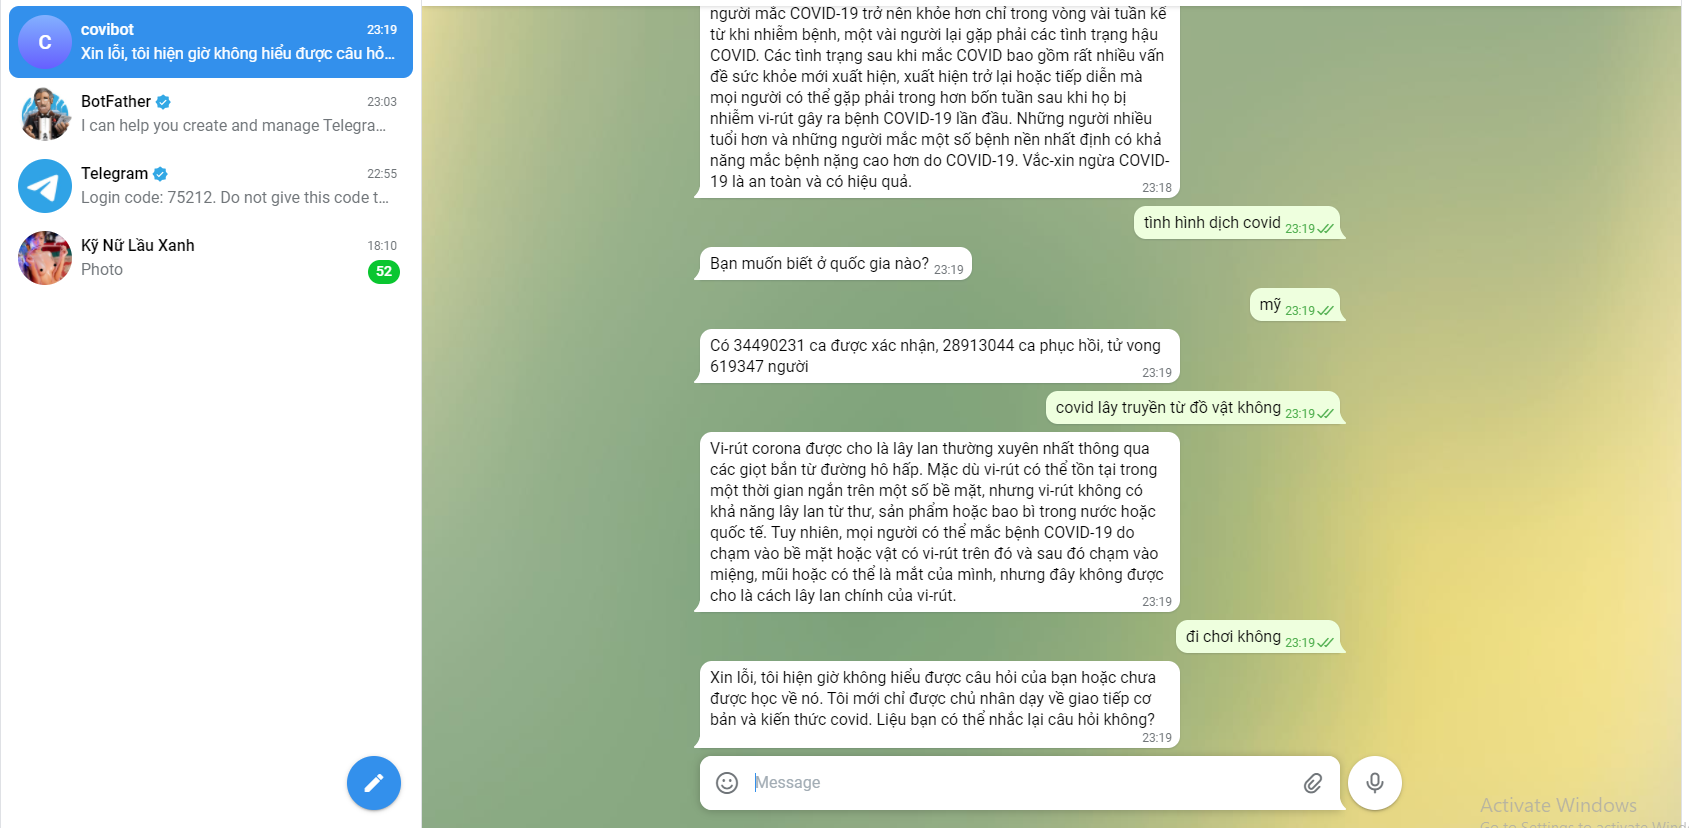 C
covibot
23:19
Xin lỗi, tôi hiện giờ không hiểu được câu hỏ...
BotFather
23:03
I can help you create and manage Telegra...
Telegram
22:55
Login code: 75212. Do not give this code t...
Kỹ Nữ Lầu Xanh
18:10
Photo
52
người mắc COVID-19 trở nên khỏe hơn chỉ trong vòng vài tuần kể
từ khi nhiễm bệnh, một vài người lại gặp phải các tình trạng hậu
COVID. Các tình trạng sau khi mắc COVID bao gồm rất nhiều vấn
đề sức khỏe mới xuất hiện, xuất hiện trở lại hoặc tiếp diễn mà
mọi người có thể gặp phải trong hơn bốn tuần sau khi họ bị
nhiễm vi-rút gây ra bệnh COVID-19 lần đầu. Những người nhiều
tuổi hơn và những người mắc một số bệnh nền nhất định có khả
năng mắc bệnh nặng cao hơn do COVID-19. Vắc-xin ngừa COVID-
19 là an toàn và có hiệu quả.
23:18
tình hình dịch covid 23:19
Bạn muốn biết ở quốc gia nào? 23:19
mỹ 23:19
Có 34490231 ca được xác nhận, 28913044 ca phục hồi, tử vong
619347 người
23:19
covid lây truyền từ đồ vật không 23:19
Vi-rút corona được cho là lây lan thường xuyên nhất thông qua
các giọt bắn từ đường hô hấp. Mặc dù vi-rút có thể tồn tại trong
một thời gian ngắn trên một số bề mặt, nhưng vi-rút không có
khả năng lây lan từ thư, sản phẩm hoặc bao bì trong nước hoặc
quốc tế. Tuy nhiên, mọi người có thể mắc bệnh COVID-19 do
chạm vào bề mặt hoặc vật có vi-rút trên đó và sau đó chạm vào
miệng, mũi hoặc có thể là mắt của mình, nhưng đây không được
cho là cách lây lan chính của vi-rút.
23:19
đi chơi không 23:19
Xin lỗi, tôi hiện giờ không hiểu được câu hỏi của bạn hoặc chưa
được học về nó. Tôi mới chỉ được chủ nhân dạy về giao tiếp cơ
bản và kiến thức covid. Liệu bạn có thể nhắc lại câu hỏi không?
23:19
Message
Activate Windows
Go to Settings to activate Wind